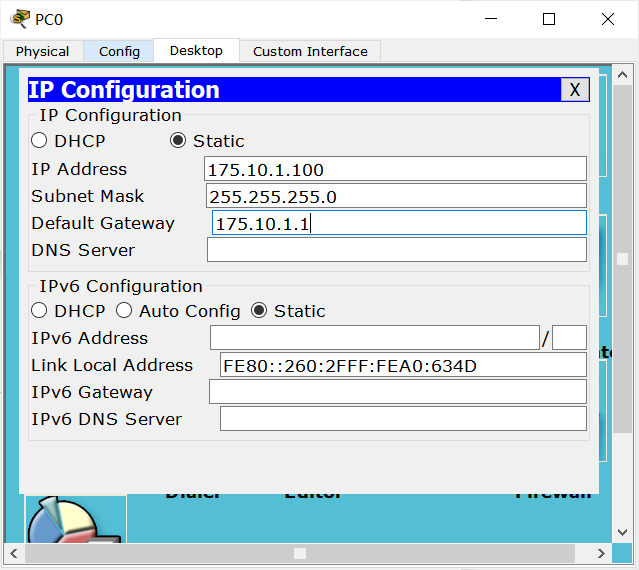 PC0
Physical Config Desktop Custom Interface
IP Configuration X
IP Configuration
DHCP Static
IP Address 175.10.1.100
Subnet Mask 255.255.255.0
Default Gateway 175.10.1.1
DNS Server
IPv6 Configuration
DHCP Auto Config Static
IPv6 Address /
Link Local Address FE80::260:2FFF:FEA0:634D
IPv6 Gateway
IPv6 DNS Server
Dialer Editor Firewall